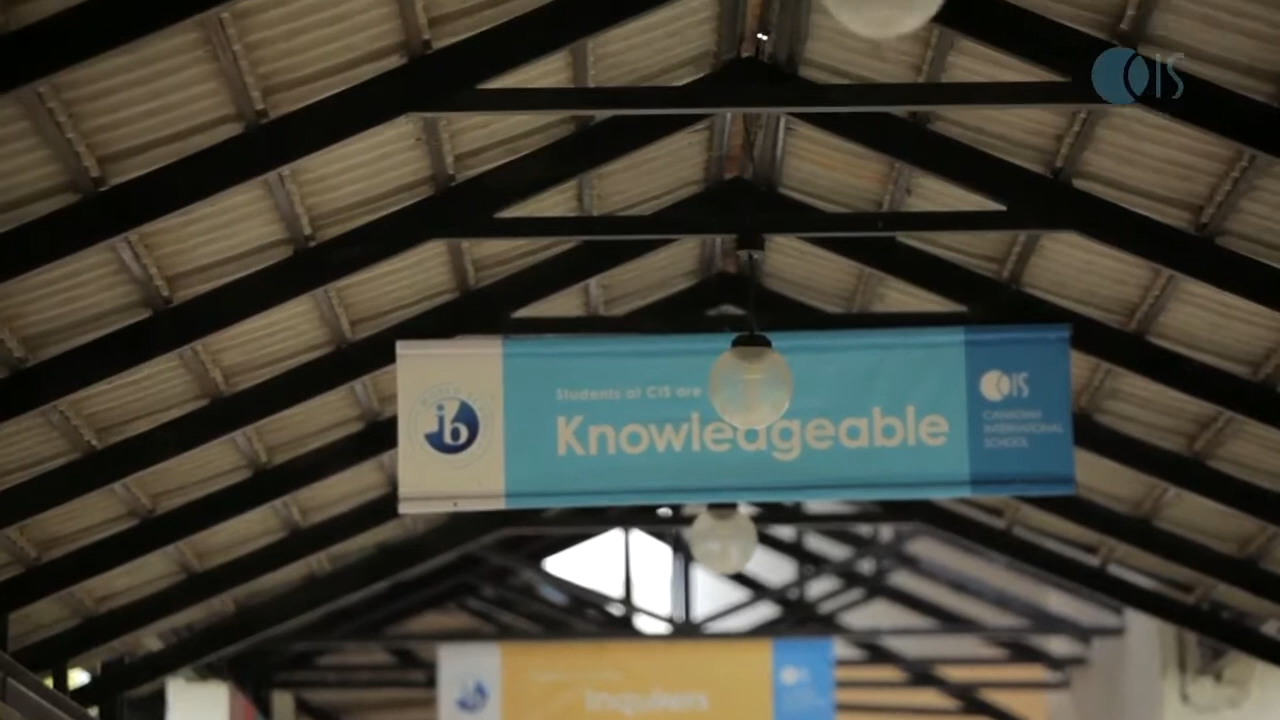 CIS
Students at CIS are
Knowledgeable
ib
CIS
CANADIAN
INTERNATIONAL
SCHOOL
Inquirers